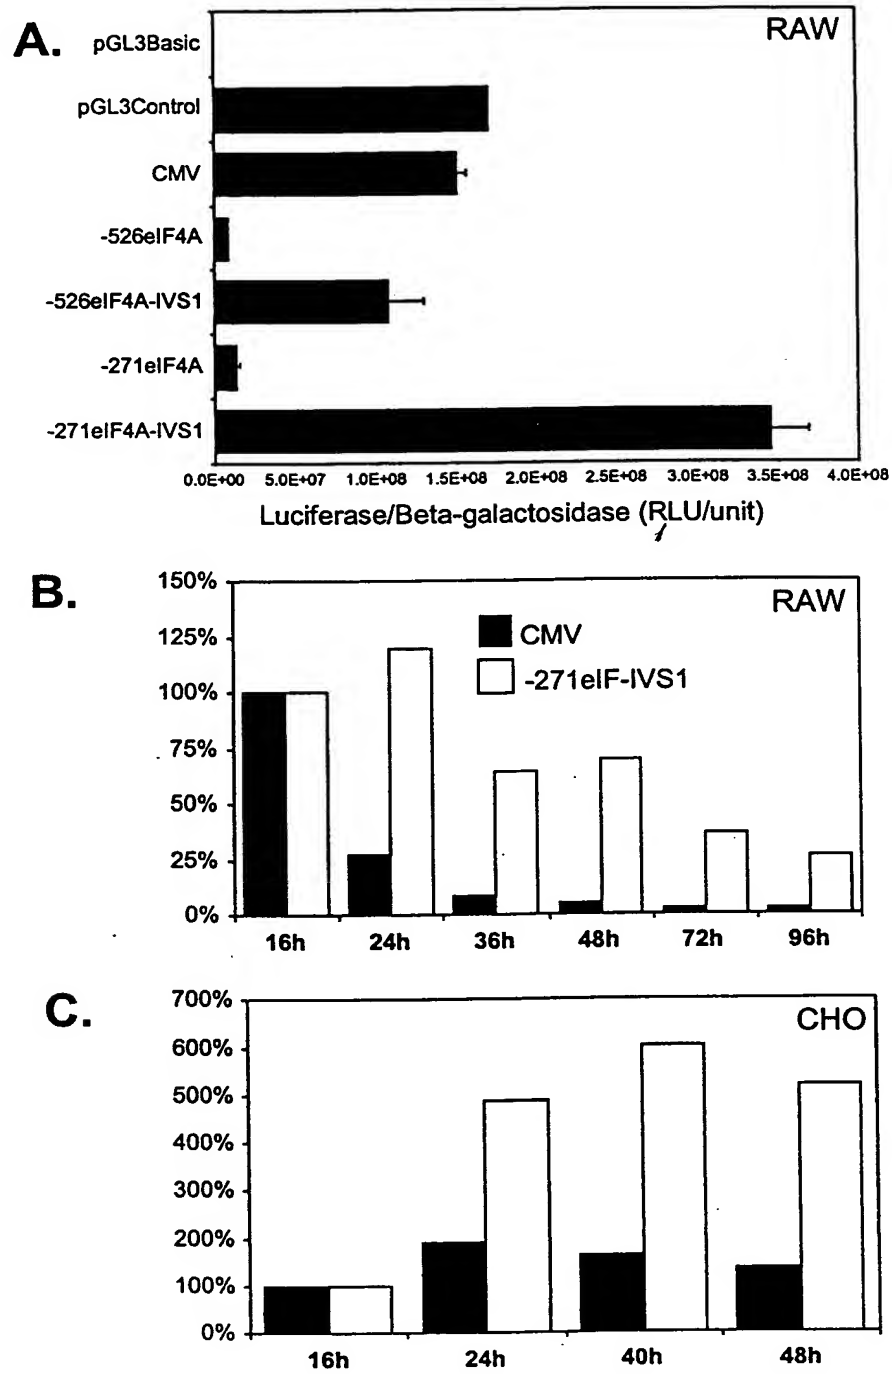 A.
RAW
pGL3Basic
pGL3Control
CMV
-526eIF4A
-526eIF4A-IVS1
-271eIF4A
-271eIF4A-IVS1
0.0E+00 5.0E+07 1.0E+08 1.5E+08 2.0E+08 2.5E+08 3.0E+08 3.5E+08 4.0E+08
Luciferase/Beta-galactosidase (RLU/unit)
B.
RAW
150%
125%
100%
75%
50%
25%
0%
CMV
-271eIF-IVS1
16h 24h 36h 48h 72h 96h
C.
CHO
700%
600%
500%
400%
300%
200%
100%
0%
16h 24h 40h 48h